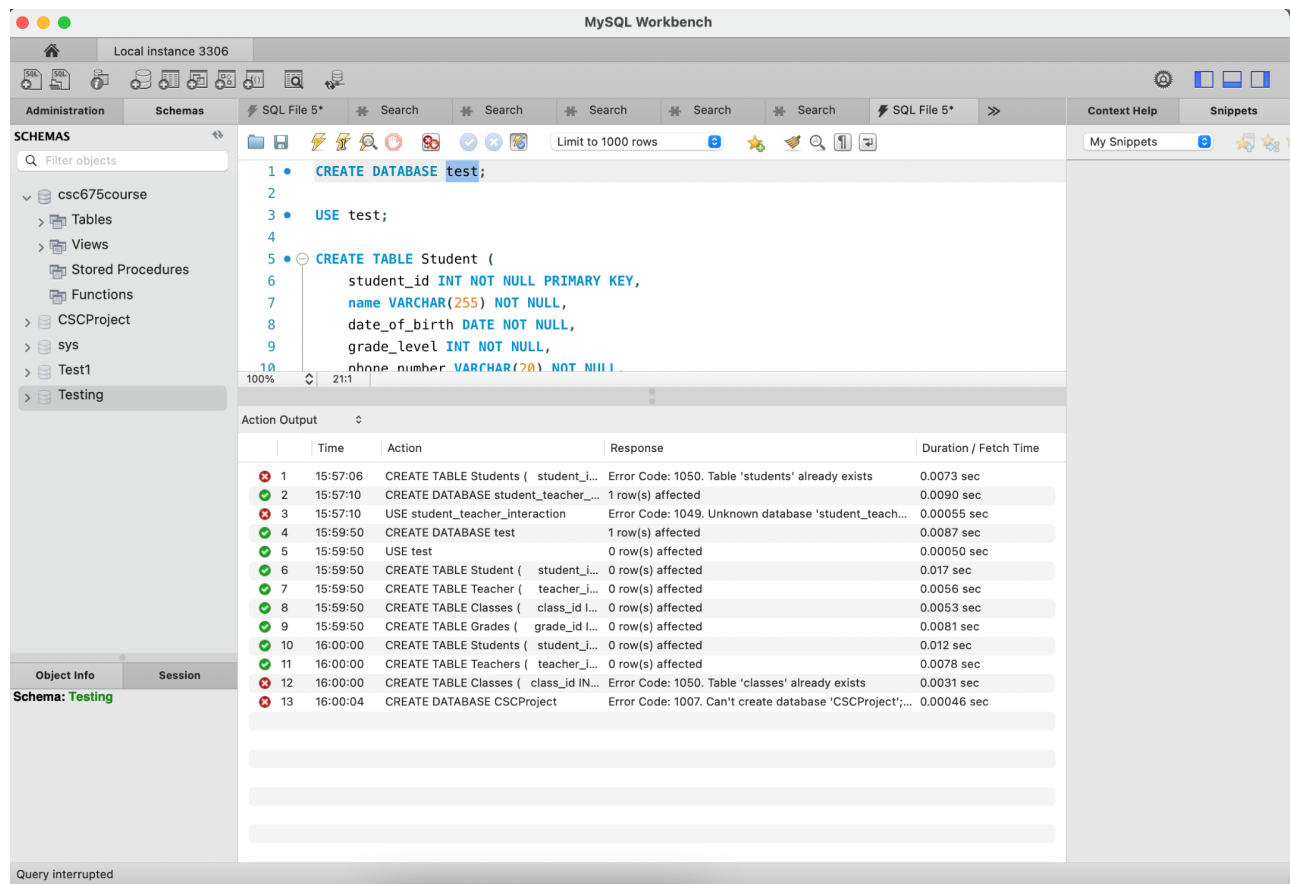 MySQL Workbench
Local instance 3306
Administration Schemas SQL File 5* Search Search Search Search Search SQL File 5* Context Help Snippets
SCHEMAS
Filter objects
Limit to 1000 rows
My Snippets
csc675course
Tables
Views
Stored Procedures
Functions
CSCProject
sys
Test1
Testing
1 CREATE DATABASE test;
2
3 USE test;
4
5 CREATE TABLE Student (
6 student_id INT NOT NULL PRIMARY KEY,
7 name VARCHAR(255) NOT NULL,
8 date_of_birth DATE NOT NULL,
9 grade_level INT NOT NULL,
10 phone_number VARCHAR(20) NOT NULL,
100% 21:1
Action Output
Time Action Response Duration / Fetch Time
1 15:57:06 CREATE TABLE Students ( student_i... Error Code: 1050. Table 'students' already exists 0.0073 sec
2 15:57:10 CREATE DATABASE student_teacher_... 1 row(s) affected 0.0090 sec
3 15:57:10 USE student_teacher_interaction Error Code: 1049. Unknown database 'student_teach... 0.00055 sec
4 15:59:50 CREATE DATABASE test 1 row(s) affected 0.0087 sec
5 15:59:50 USE test 0 row(s) affected 0.00050 sec
6 15:59:50 CREATE TABLE Student ( student_i... 0 row(s) affected 0.017 sec
7 15:59:50 CREATE TABLE Teacher ( teacher_i... 0 row(s) affected 0.0056 sec
8 15:59:50 CREATE TABLE Classes ( class_id I... 0 row(s) affected 0.0053 sec
9 15:59:50 CREATE TABLE Grades ( grade_id I... 0 row(s) affected 0.0081 sec
10 16:00:00 CREATE TABLE Students ( student_i... 0 row(s) affected 0.012 sec
11 16:00:00 CREATE TABLE Teachers ( teacher_i... 0 row(s) affected 0.0078 sec
12 16:00:00 CREATE TABLE Classes ( class_id IN... Error Code: 1050. Table 'classes' already exists 0.0031 sec
13 16:00:04 CREATE DATABASE CSCProject Error Code: 1007. Can't create database 'CSCProject';... 0.00046 sec
Object Info Session
Schema: Testing
Query interrupted